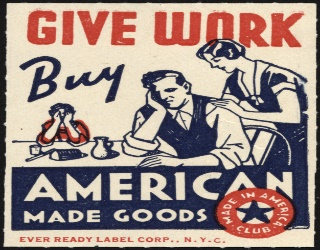 GIVE WORK
Buy
AMERICAN
MADE GOODS
MADE IN AMERICA
CLUB
EVER READY LABEL CORP., N.Y.C.